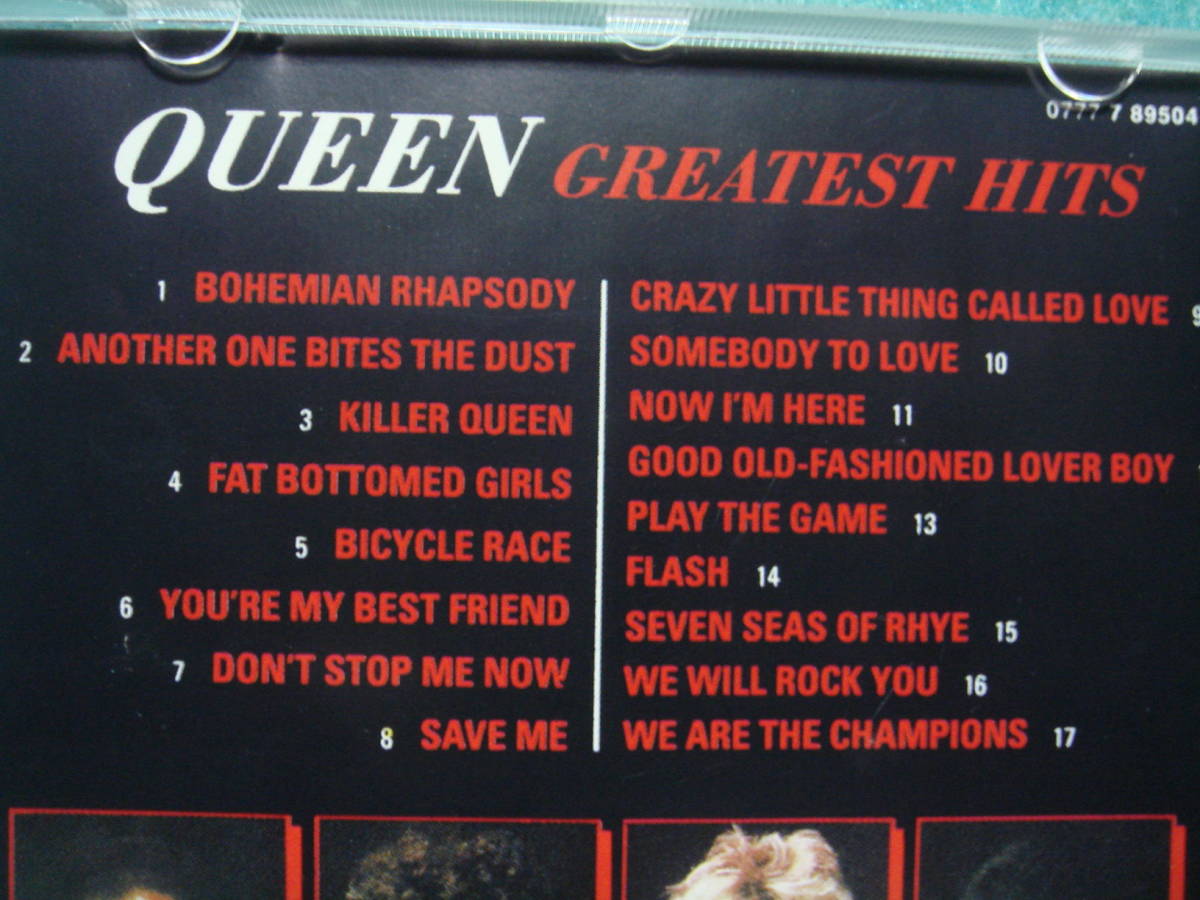 0777 7 89504
QUEEN GREATEST HITS
1 BOHEMIAN RHAPSODY
2 ANOTHER ONE BITES THE DUST
3 KILLER QUEEN
4 FAT BOTTOMED GIRLS
5 BICYCLE RACE
6 YOU'RE MY BEST FRIEND
7 DON'T STOP ME NOW
8 SAVE ME
CRAZY LITTLE THING CALLED LOVE 9
SOMEBODY TO LOVE 10
NOW I'M HERE 11
GOOD OLD-FASHIONED LOVER BOY
PLAY THE GAME 13
FLASH 14
SEVEN SEAS OF RHYE 15
WE WILL ROCK YOU 16
WE ARE THE CHAMPIONS 17